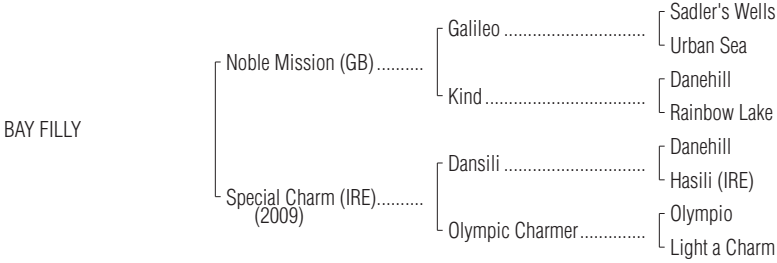 Sadler's Wells
Galileo ..............................
Urban Sea
Noble Mission (GB)..........
Danehill
Kind..................................
Rainbow Lake
BAY FILLY
Danehill
Dansili ..............................
Hasili (IRE)
Special Charm (IRE)..........
(2009)
Olympio
Olympic Charmer..............
Light a Charm